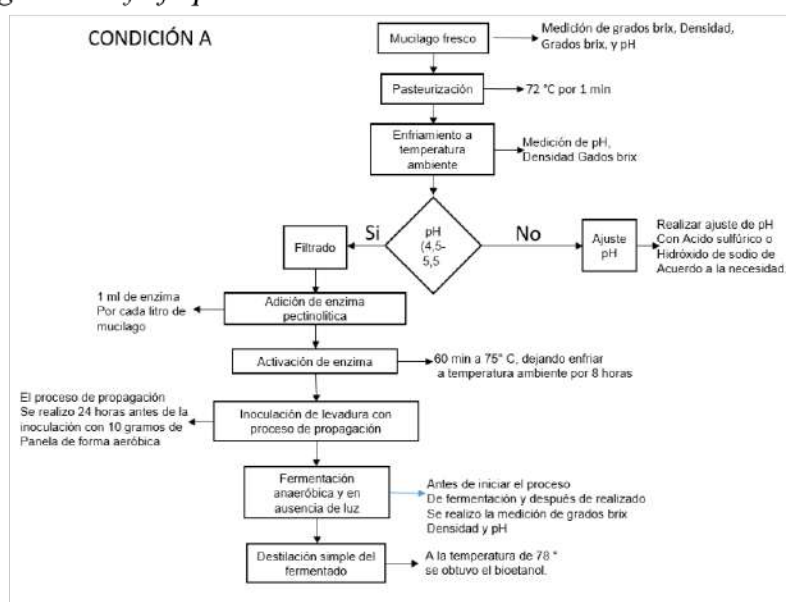 CONDICIÓN A
Mucilago fresco
Medición de grados brix, Densidad,
Grados brix, y pH
Pasteurización
72 °C por 1 min
Enfriamiento a
temperatura
ambiente
Medición de pH,
Densidad Gados brix
pH
(4,5-
5,5
Si
No
Filtrado
Ajuste
pH
Realizar ajuste de pH
Con Acido sulfúrico o
Hidróxido de sodio de
Acuerdo a la necesidad
1 ml de enzima
Por cada litro de
mucilago
Adición de enzima
pectinolítica
Activación de enzima
60 min a 75° C, dejando enfriar
a temperatura ambiente por 8 horas
El proceso de propagación
Se realizo 24 horas antes de la
inoculación con 10 gramos de
Panela de forma aeróbica
Inoculación de levadura con
proceso de propagación
Fermentación
anaeróbica y en
ausencia de luz
Antes de iniciar el proceso
De fermentación y después de realizado
Se realizo la medición de grados brix
Densidad y pH
Destilación simple del
fermentado
A la temperatura de 78 °
se obtuvo el bioetanol.